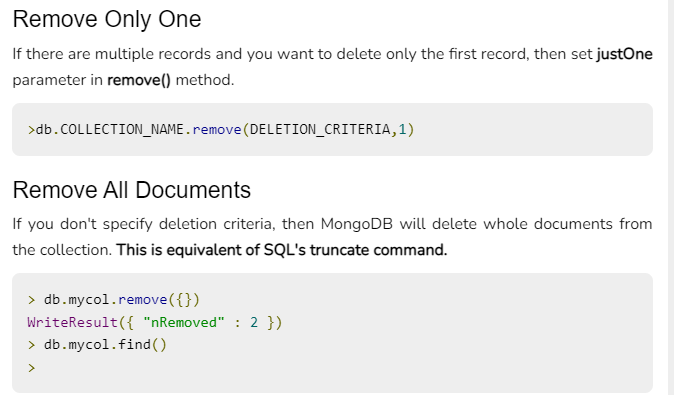 Remove Only One
If there are multiple records and you want to delete only the first record, then set justOne
parameter in remove() method.
>db.COLLECTION_NAME.remove(DELETION_CRITERIA,1)
Remove All Documents
If you don't specify deletion criteria, then MongoDB will delete whole documents from
the collection. This is equivalent of SQL's truncate command.
> db.mycol.remove({})
WriteResult({ "nRemoved" : 2 })
> db.mycol.find()
>